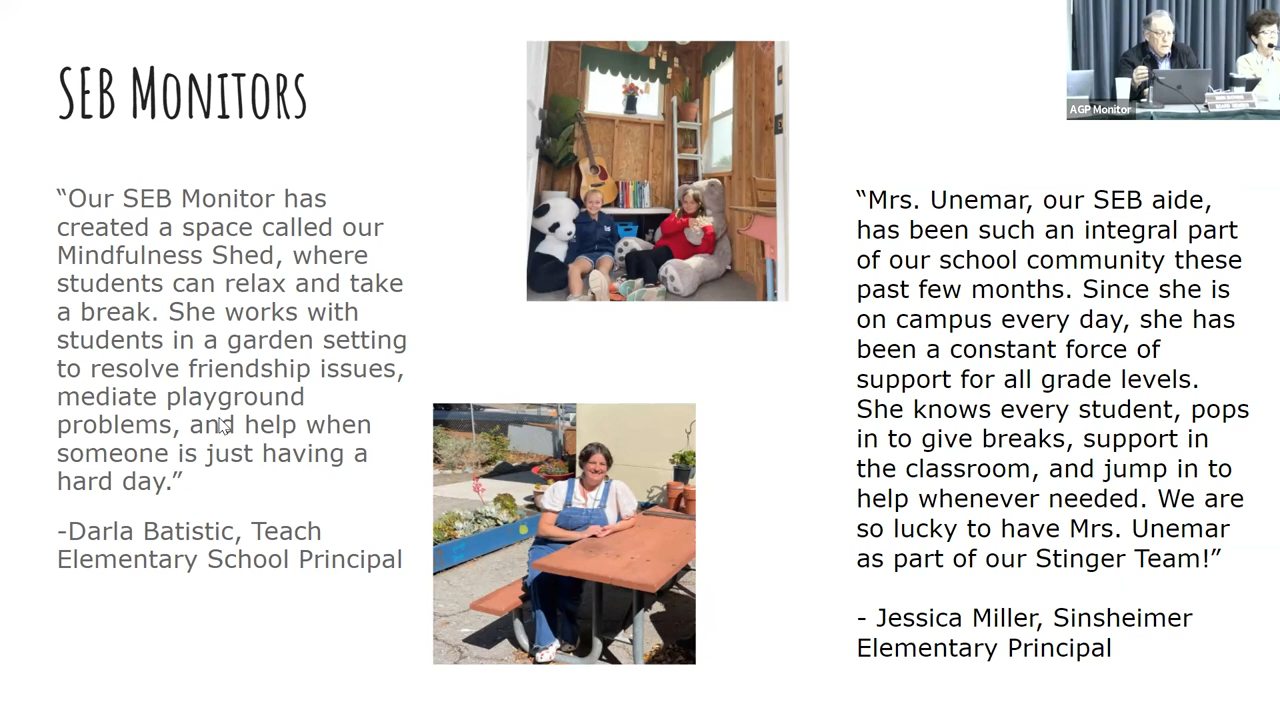 SEB MONITORS
“Our SEB Monitor has
created a space called our
Mindfulness Shed, where
students can relax and take
a break. She works with
students in a garden setting
to resolve friendship issues,
mediate playground
problems, and help when
someone is just having a
hard day.”
-Darla Batistic, Teach
Elementary School Principal
“Mrs. Unemar, our SEB aide,
has been such an integral part
of our school community these
past few months. Since she is
on campus every day, she has
been a constant force of
support for all grade levels.
She knows every student, pops
in to give breaks, support in
the classroom, and jump in to
help whenever needed. We are
so lucky to have Mrs. Unemar
as part of our Stinger Team!”
- Jessica Miller, Sinsheimer
Elementary Principal
AGP Monitor